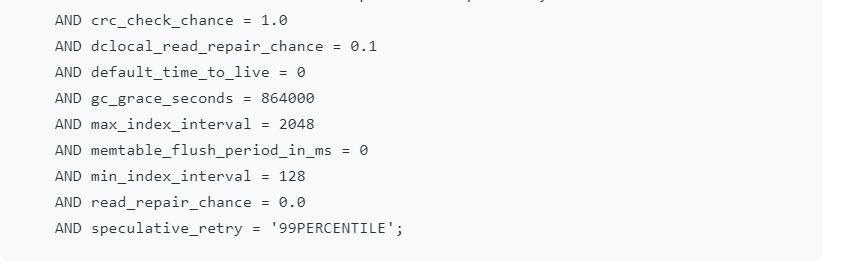 AND crc_check_chance = 1.0
AND dclocal_read_repair_chance = 0.1
AND default_time_to_live = 0
AND gc_grace_seconds = 864000
AND max_index_interval = 2048
AND memtable_flush_period_in_ms = 0
AND min_index_interval = 128
AND read_repair_chance = 0.0
AND speculative_retry = '99PERCENTILE';